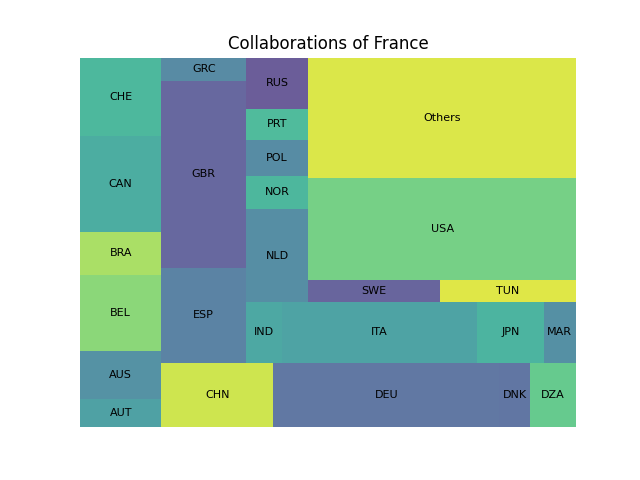 Collaborations of France
CHE
CAN
BRA
BEL
AUS
AUT
GRC
GBR
ESP
CHN
RUS
PRT
POL
NOR
NLD
IND
ITA
JPN
MAR
DEU
DNK
DZA
Others
USA
SWE
TUN